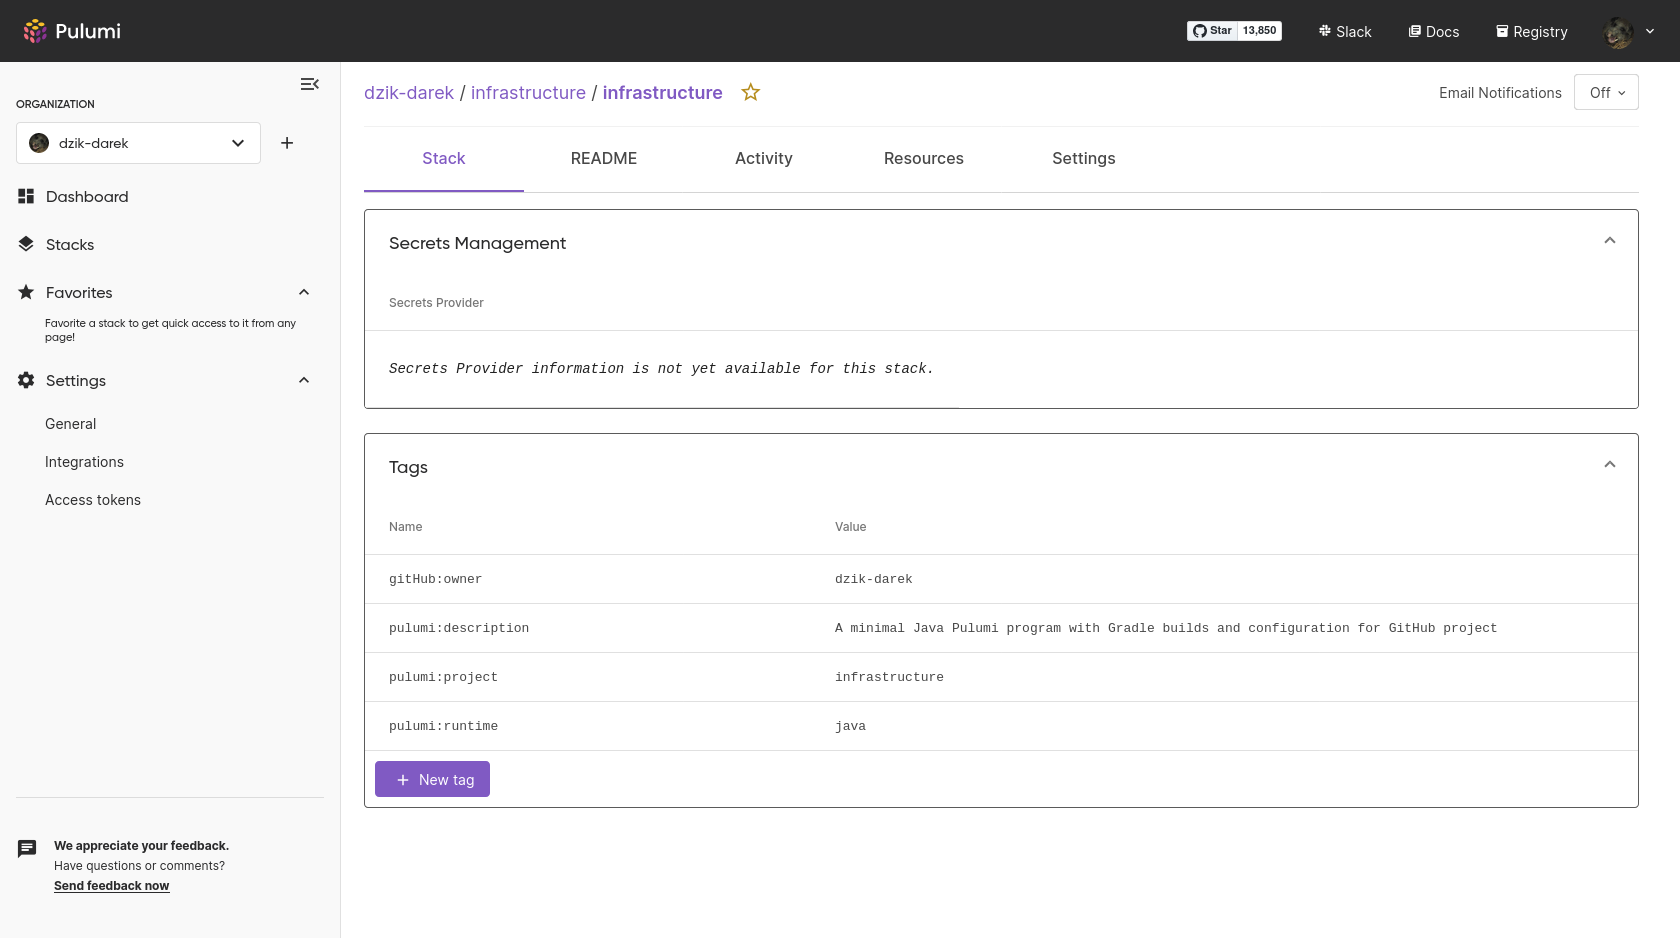 Pulumi
Star 13,850
Slack
Docs
Registry
ORGANIZATION
dzik-darek
Dashboard
Stacks
Favorites
Favorite a stack to get quick access to it from any
page!
Settings
General
Integrations
Access tokens
We appreciate your feedback.
Have questions or comments?
Send feedback now
dzik-darek / infrastructure / infrastructure
Email Notifications Off
Stack README Activity Resources Settings
Secrets Management
Secrets Provider
Secrets Provider information is not yet available for this stack.
Tags
Name Value
gitHub:owner dzik-darek
pulumi:description A minimal Java Pulumi program with Gradle builds and configuration for GitHub project
pulumi:project infrastructure
pulumi:runtime java
New tag